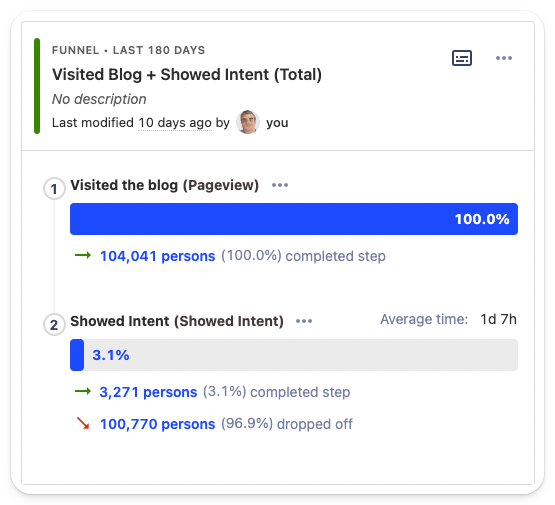 FUNNEL • LAST 180 DAYS
Visited Blog + Showed Intent (Total)
No description
Last modified 10 days ago by you
1 Visited the blog (Pageview)
100.0%
104,041 persons (100.0%) completed step
2 Showed Intent (Showed Intent) Average time: 1d 7h
3.1%
3,271 persons (3.1%) completed step
100,770 persons (96.9%) dropped off